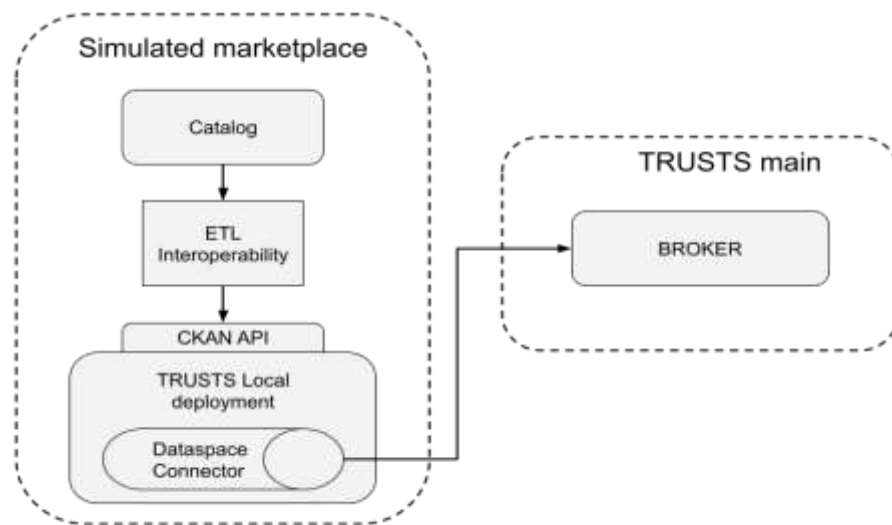 Simulated marketplace
Catalog
ETL
Interoperability
CKAN API
TRUSTS Local
deployment
Dataspace
Connector
TRUSTS main
BROKER